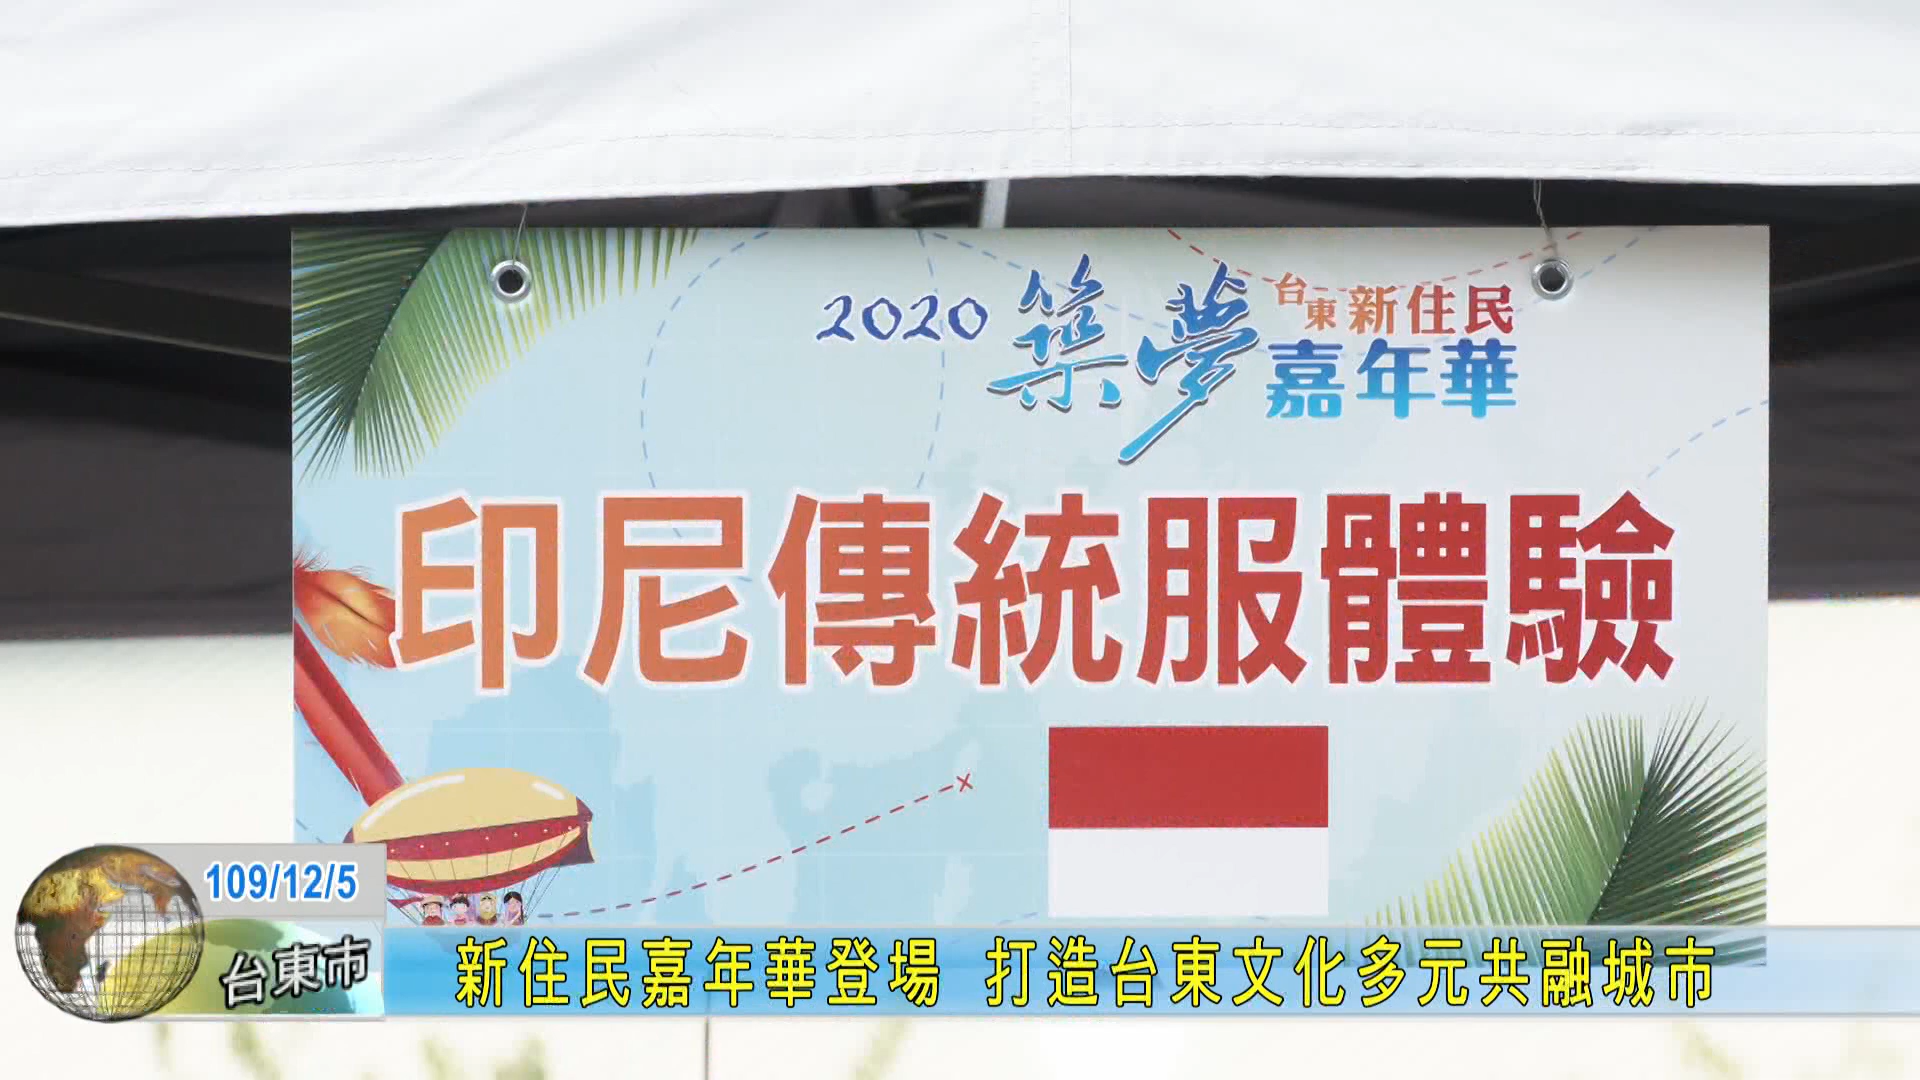 2020 築夢 台東新住民
嘉年華
印尼傳統服體驗
109/12/5
台東市
新住民嘉年華登場 打造台東文化多元共融城市